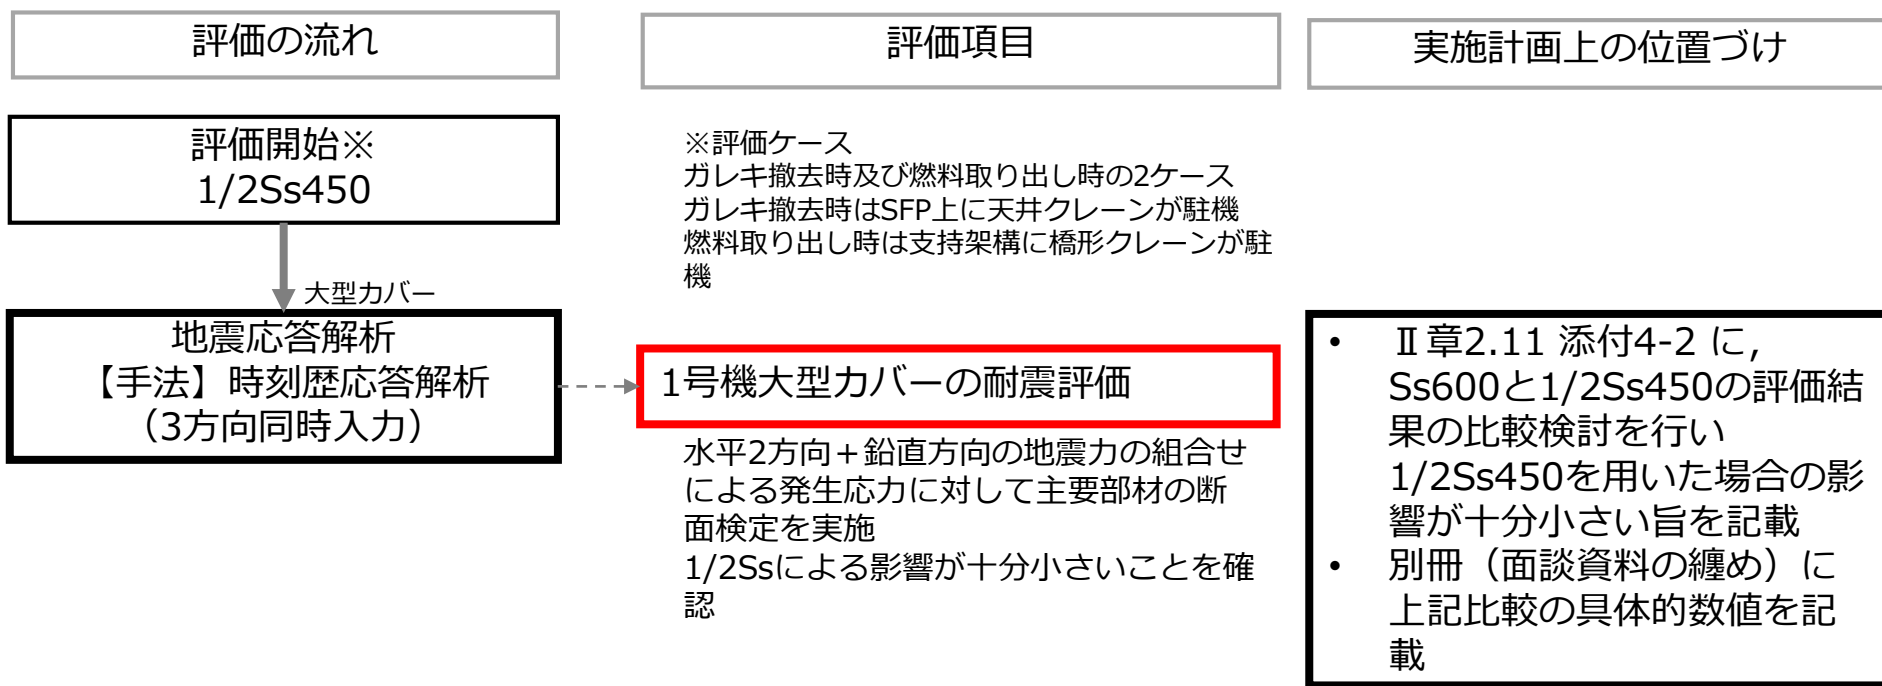 評価の流れ
評価項目
実施計画上の位置づけ
評価開始※
1/2Ss450
※評価ケース
ガレキ撤去時及び燃料取り出し時の2ケース
ガレキ撤去時はSFP上に天井クレーンが駐機
燃料取り出し時は支持架構に橋形クレーンが駐
機
大型カバー
地震応答解析
【手法】時刻歴応答解析
（3方向同時入力）
1号機大型カバーの耐震評価
水平2方向＋鉛直方向の地震力の組合せ
による発生応力に対して主要部材の断
面検定を実施
1/2Ssによる影響が十分小さいことを確
認
• Ⅱ章2.11 添付4-2 に,
Ss600と1/2Ss450の評価結
果の比較検討を行い
1/2Ss450を用いた場合の影
響が十分小さい旨を記載
• 別冊（面談資料の纏め）に
上記比較の具体的数値を記
載